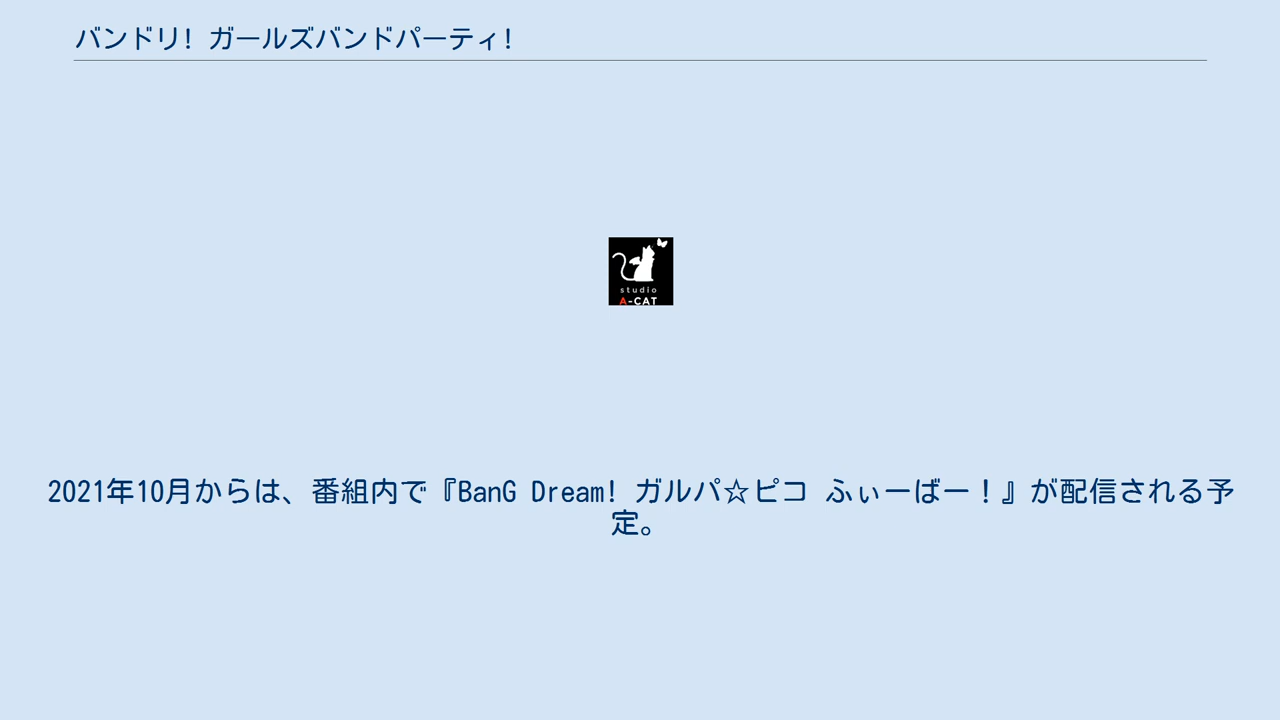 バンドリ! ガールズバンドパーティ!
studio
A-CAT
2021年10月からは、番組内で『BanG Dream! ガルパ☆ピコ ふぃーばー！』が配信される予
定。